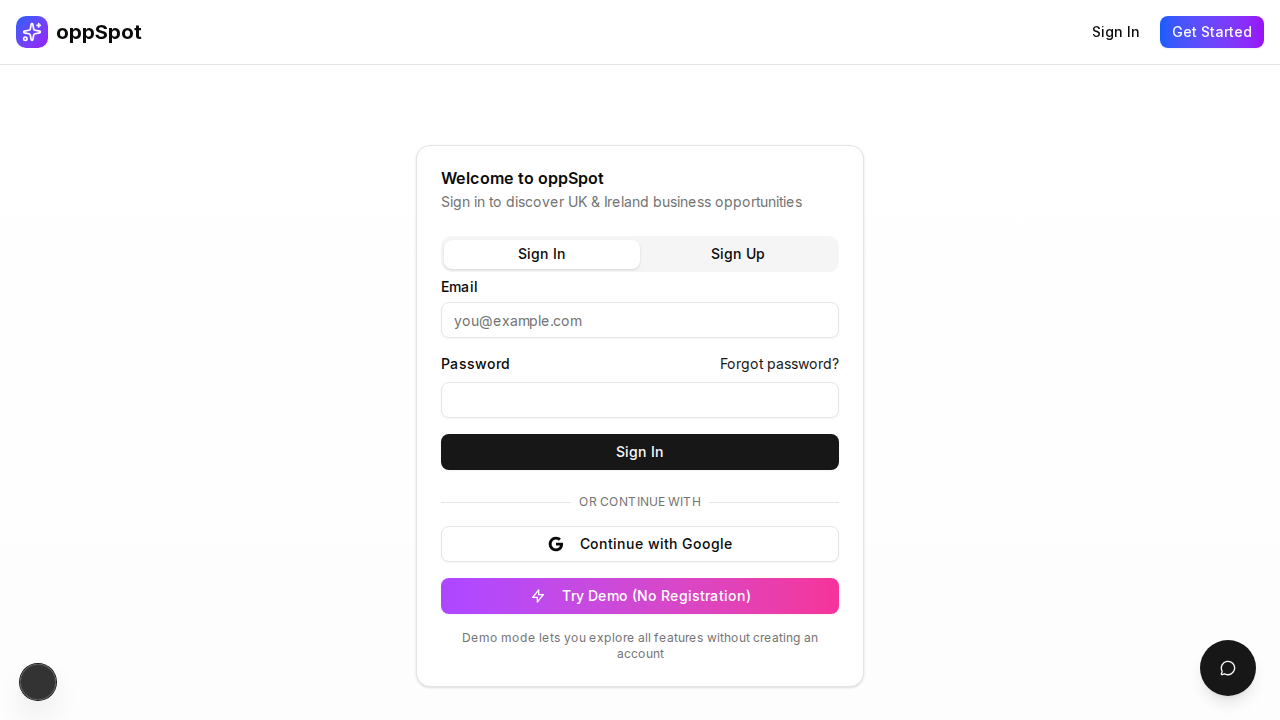 oppSpot
Sign In
Get Started
Welcome to oppSpot
Sign in to discover UK & Ireland business opportunities
Sign In
Sign Up
Email
you@example.com
Password
Forgot password?
Sign In
OR CONTINUE WITH
Continue with Google
Try Demo (No Registration)
Demo mode lets you explore all features without creating an
account